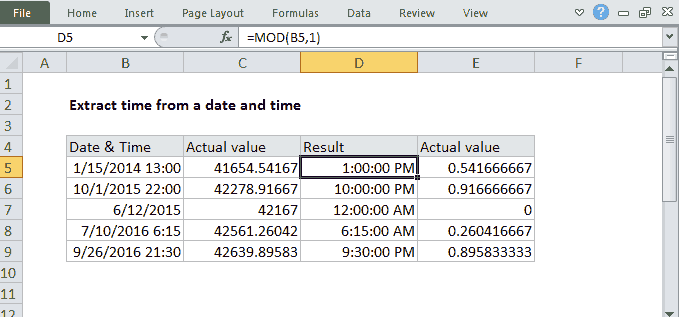 File Home Insert Page Layout Formulas Data Review View
D5 fx =MOD(B5,1)
A B C D E F
1
2 Extract time from a date and time
3
4 Date & Time Actual value Result Actual value
5 1/15/2014 13:00 41654.54167 1:00:00 PM 0.541666667
6 10/1/2015 22:00 42278.91667 10:00:00 PM 0.916666667
7 6/12/2015 42167 12:00:00 AM 0
8 7/10/2016 6:15 42561.26042 6:15:00 AM 0.260416667
9 9/26/2016 21:30 42639.89583 9:30:00 PM 0.895833333
10
11
12